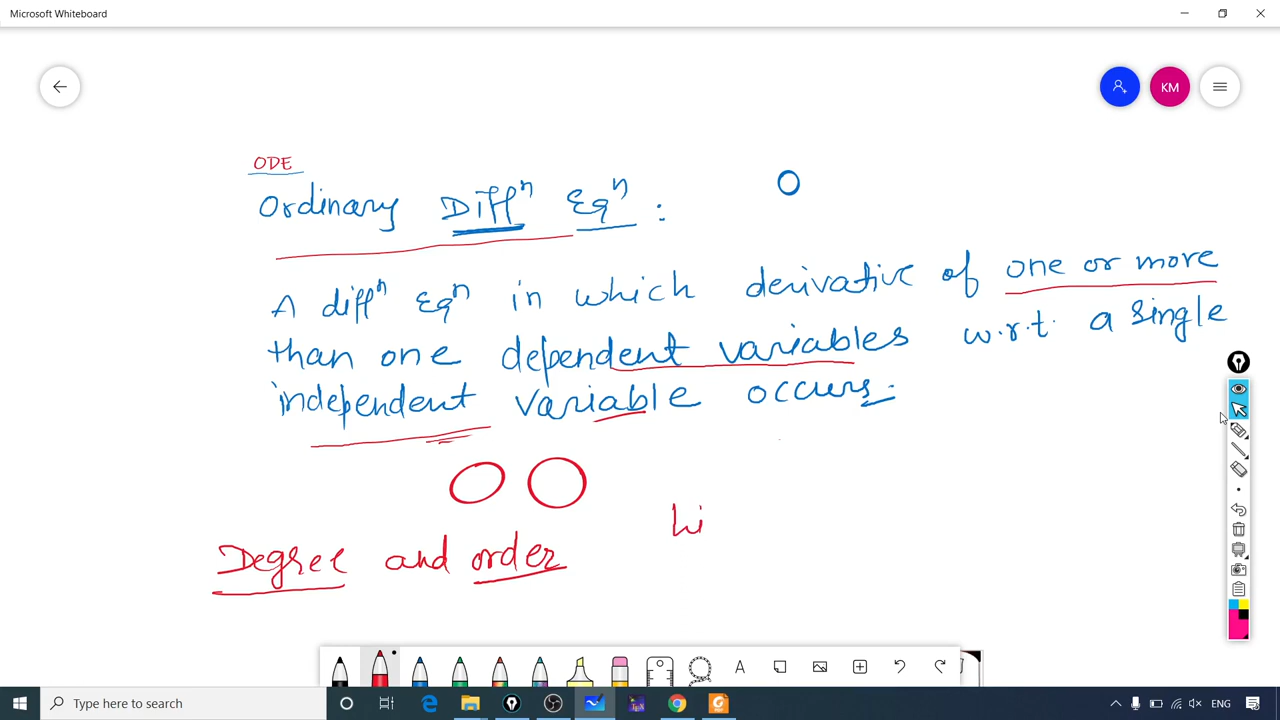 Microsoft Whiteboard
KM
ODE
Ordinary Diffⁿ Eqⁿ :
A diffⁿ Eqⁿ in which derivative of one or more
than one dependent variables w.r.t. a single
independent variable occurs.
hi
Degree and order
A
Type here to search
ENG